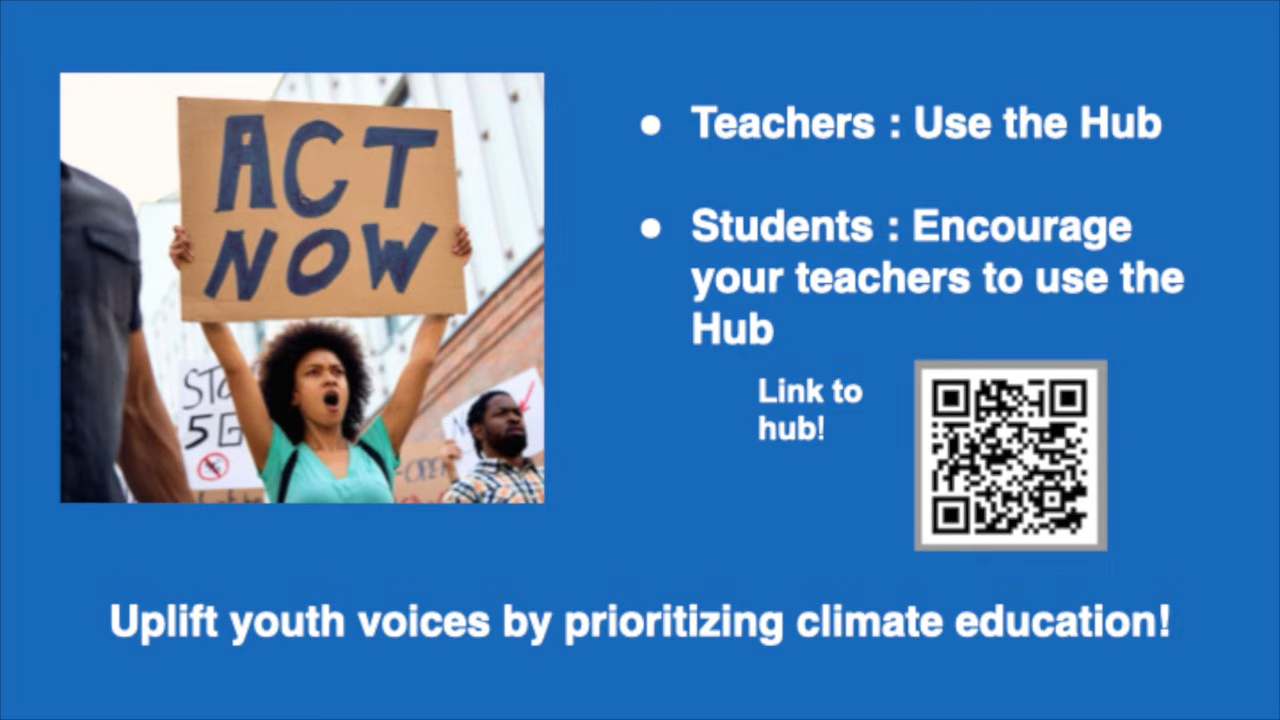 ACT
NOW
STO
5G
● Teachers : Use the Hub
● Students : Encourage
your teachers to use the
Hub
Link to
hub!
Uplift youth voices by prioritizing climate education!